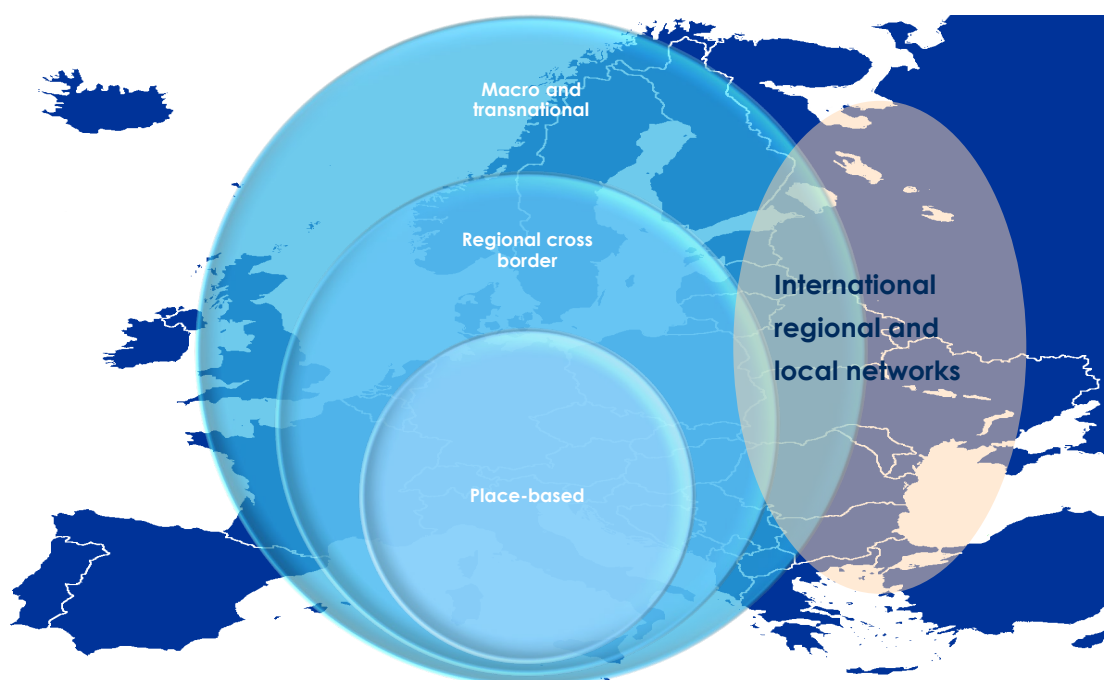 Macro and
transnational
Regional cross
border
International
regional and
local networks
Place-based